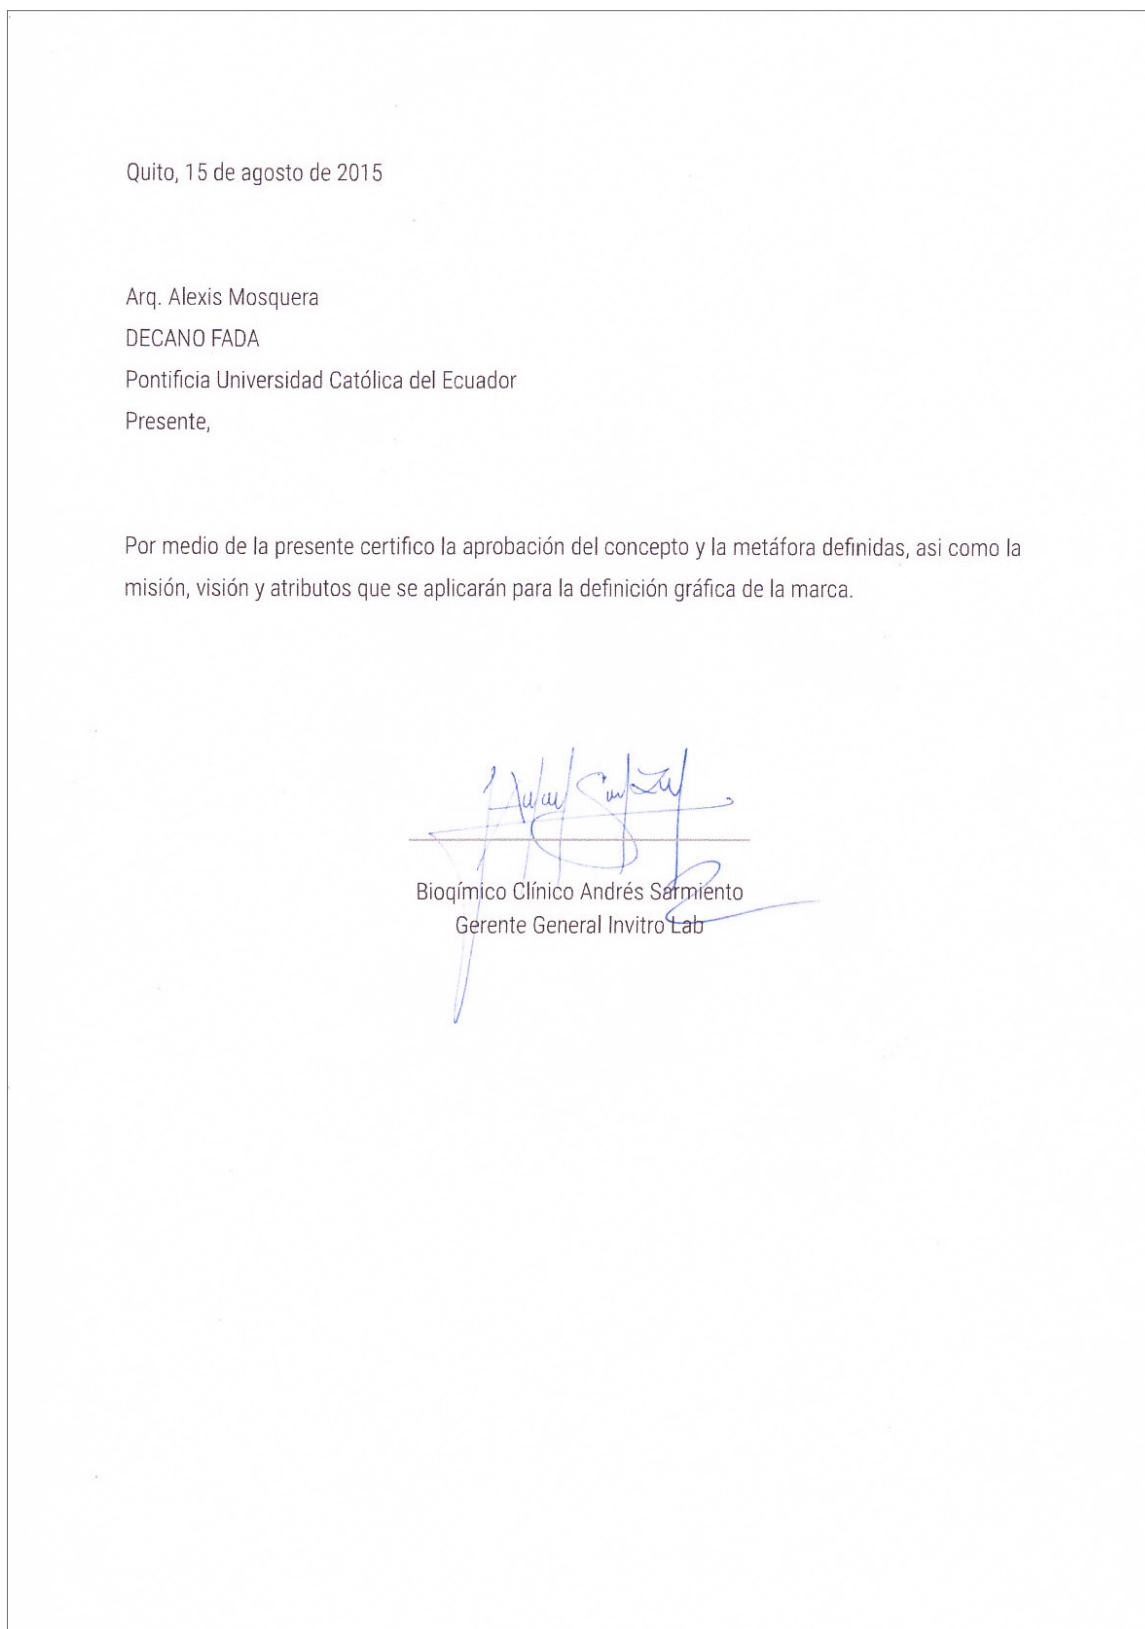 Quito, 15 de agosto de 2015
Arq. Alexis Mosquera
DECANO FADA
Pontificia Universidad Católica del Ecuador
Presente,
Por medio de la presente certifico la aprobación del concepto y la metáfora definidas, asi como la
misión, visión y atributos que se aplicarán para la definición gráfica de la marca.
Bioqímico Clínico Andrés Sarmiento
Gerente General Invitro Lab